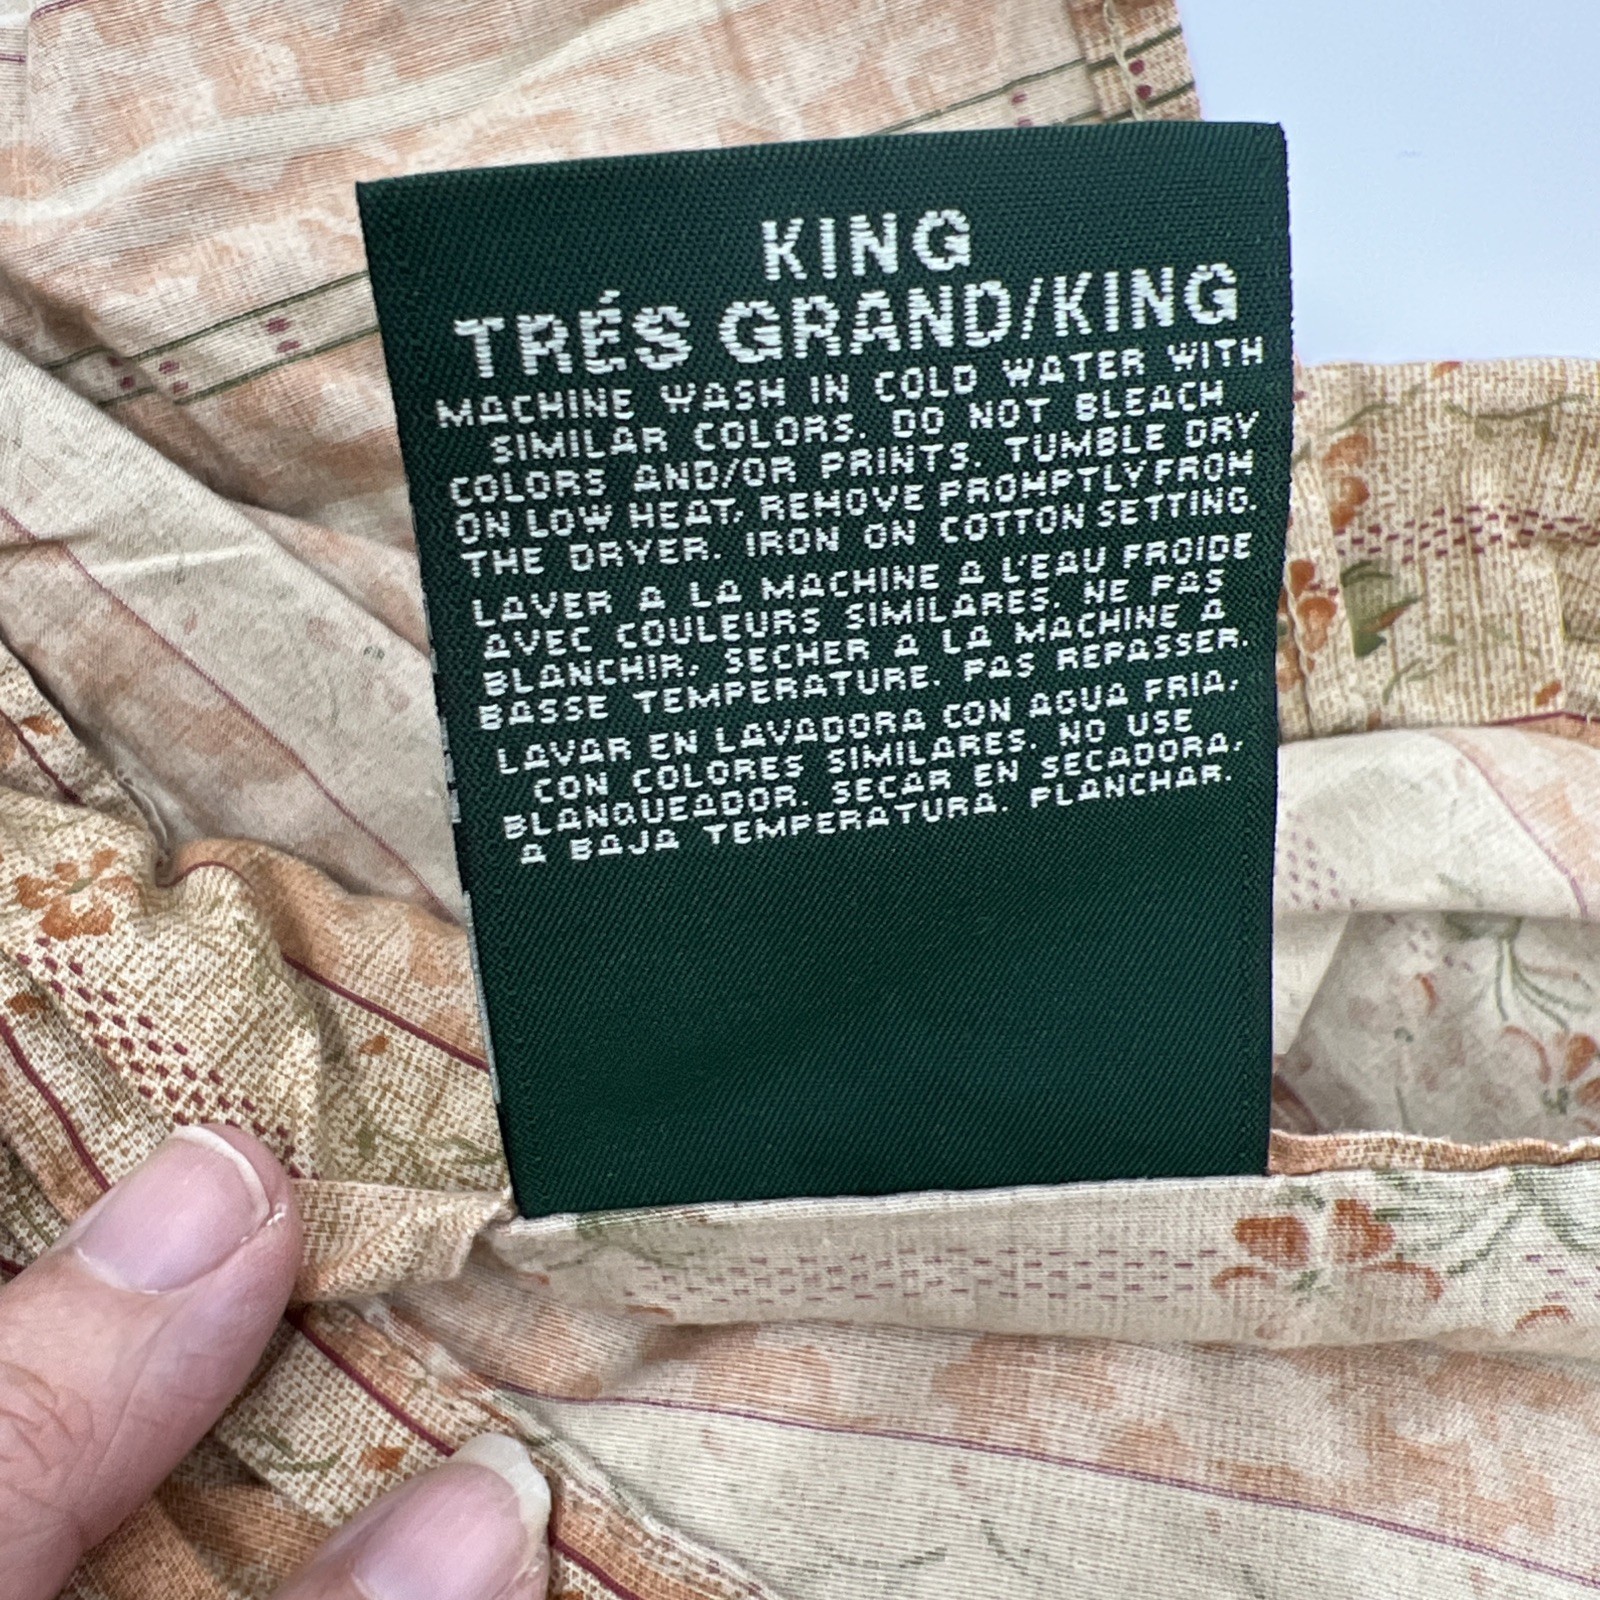 KING
TRÉS GRAND/KING
MACHINE WASH IN COLD WATER WITH
SIMILAR COLORS. DO NOT BLEACH
COLORS AND/OR PRINTS. TUMBLE DRY
ON LOW HEAT. REMOVE PROMPTLY FROM
THE DRYER. IRON ON COTTON SETTING.
LAVER A LA MACHINE A L'EAU FROIDE
AVEC COULEURS SIMILARES. NE PAS
BLANCHIR. SECHER A LA MACHINE A
BASSE TEMPERATURE. PAS REPASSER.
LAVAR EN LAVADORA CON AGUA FRIA,
CON COLORES SIMILARES. NO USE
BLANQUEADOR. SECAR EN SECADORA,
A BAJA TEMPERATURA. PLANCHAR.